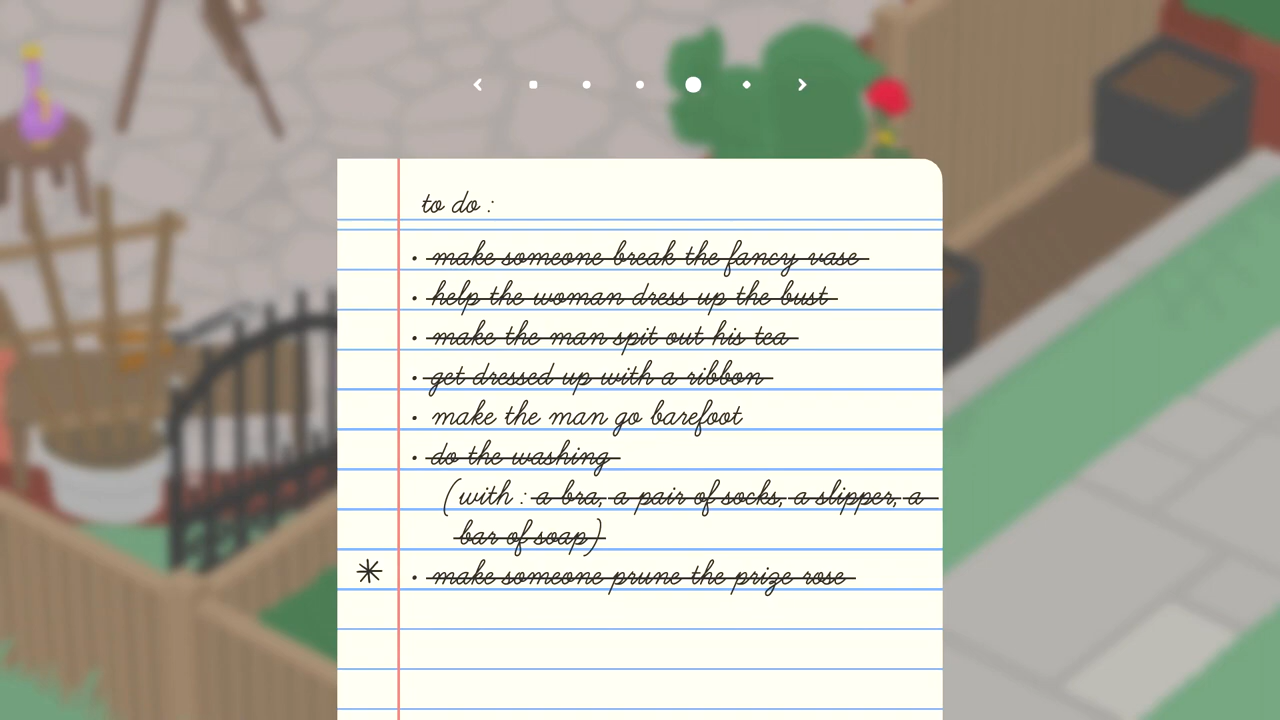 to do :
• make someone break the fancy vase
• help the woman dress up the bust
• make the man spit out his tea
• get dressed up with a ribbon
• make the man go barefoot
• do the washing
(with : a bra, a pair of socks, a slipper, a
bar of soap)
• make someone prune the prize rose